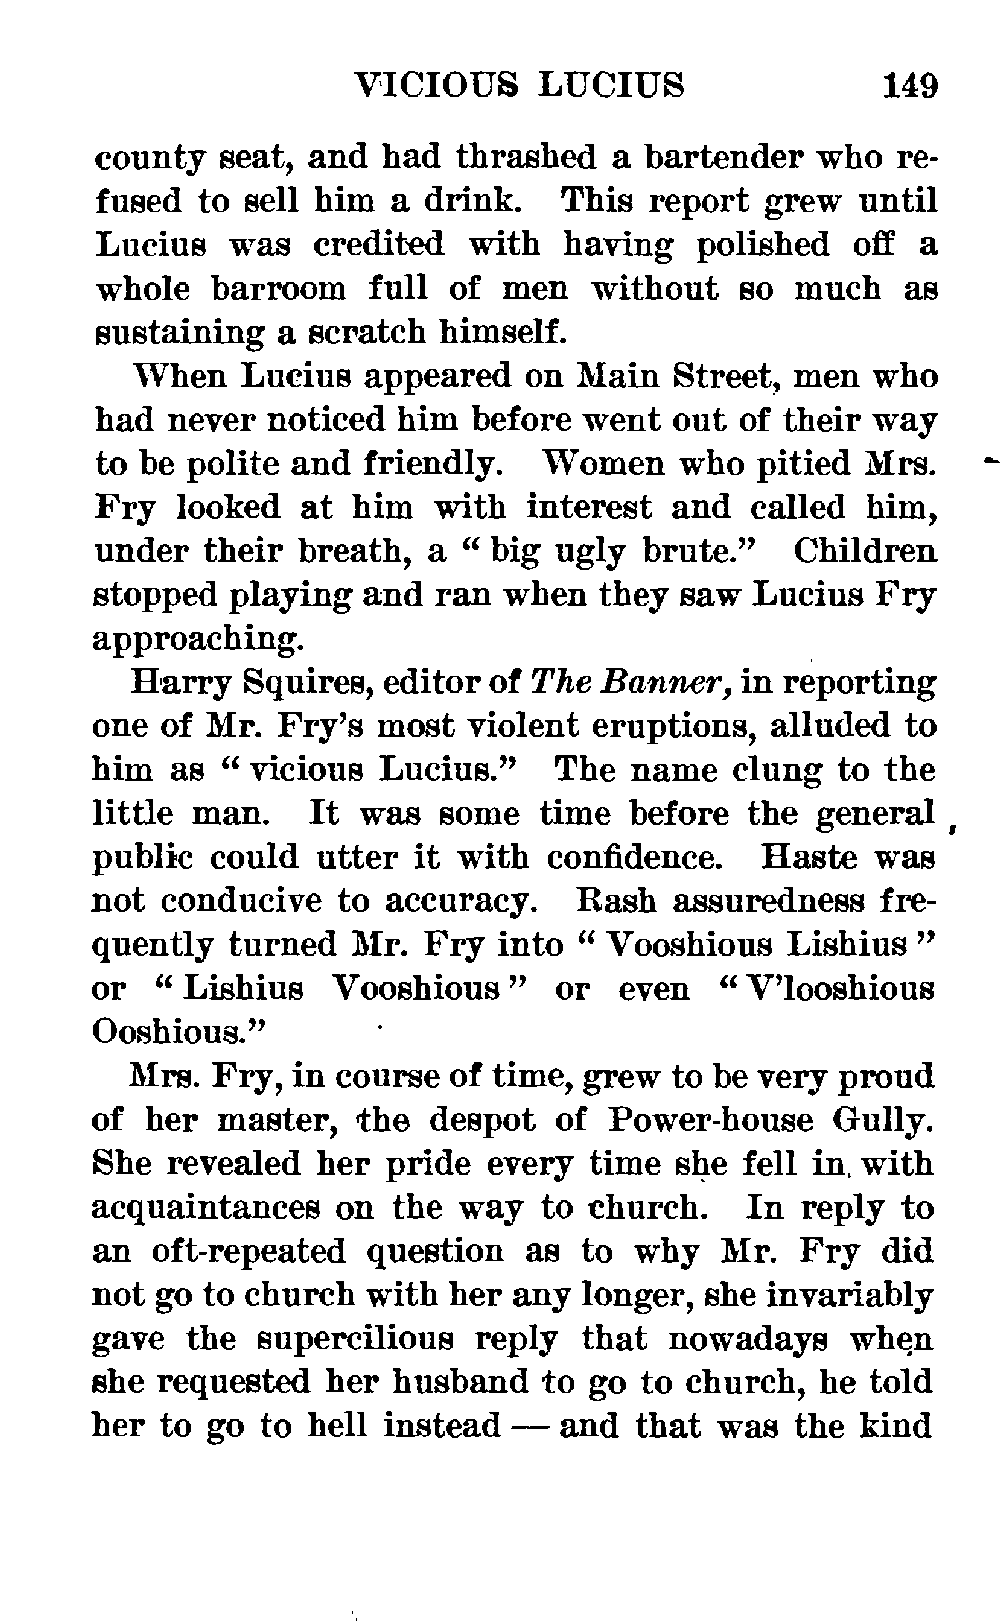 VICIOUS LUCIUS 149
county seat, and had thrashed a bartender who re-
fused to sell him a drink. This report grew until
Lucius was credited with having polished off a
whole barroom full of men without so much as
sustaining a scratch himself.
When Lucius appeared on Main Street, men who
had never noticed him before went out of their way
to be polite and friendly. Women who pitied Mrs.
Fry looked at him with interest and called him,
under their breath, a “ big ugly brute.” Children
stopped playing and ran when they saw Lucius Fry
approaching.
Harry Squires, editor of The Banner, in reporting
one of Mr. Fry’s most violent eruptions, alluded to
him as “ vicious Lucius.” The name clung to the
little man. It was some time before the general
public could utter it with confidence. Haste was
not conducive to accuracy. Rash assuredness fre-
quently turned Mr. Fry into “ Vooshious Lishius ”
or “ Lishius Vooshious ” or even “ V’looshious
Ooshious.”
Mrs. Fry, in course of time, grew to be very proud
of her master, the despot of Power-house Gully.
She revealed her pride every time she fell in with
acquaintances on the way to church. In reply to
an oft-repeated question as to why Mr. Fry did
not go to church with her any longer, she invariably
gave the supercilious reply that nowadays when
she requested her husband to go to church, he told
her to go to hell instead — and that was the kind